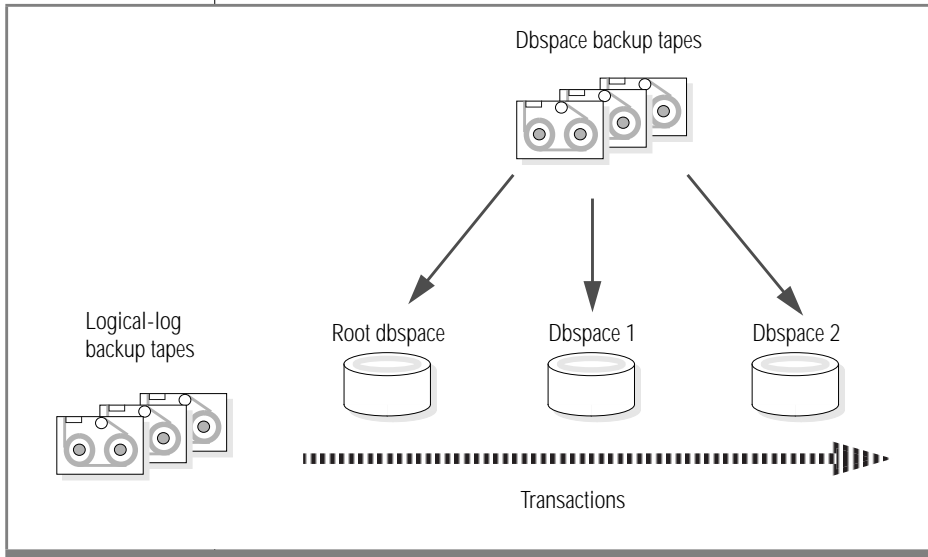 Dbspace backup tapes
Logical-log
backup tapes
Root dbspace
Dbspace 1
Dbspace 2
Transactions